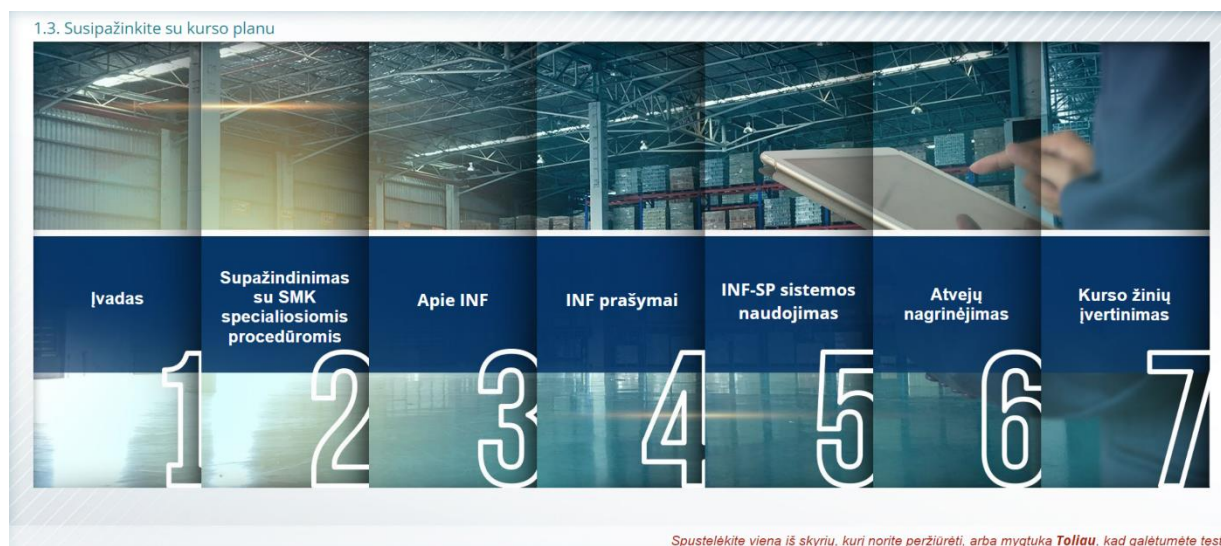 1.3. Susipažinkite su kurso planu
Įvadas
1
Supažindinimas
su SMK
specialiosiomis
procedūromis
2
Apie INF
3
INF prašymai
4
INF-SP sistemos
naudojimas
5
Atvejų
nagrinėjimas
6
Kurso žinių
įvertinimas
7
Spustelėkite vieną iš skyrių, kurį norite peržiūrėti, arba mygtuką Toliau, kad galėtumėte test